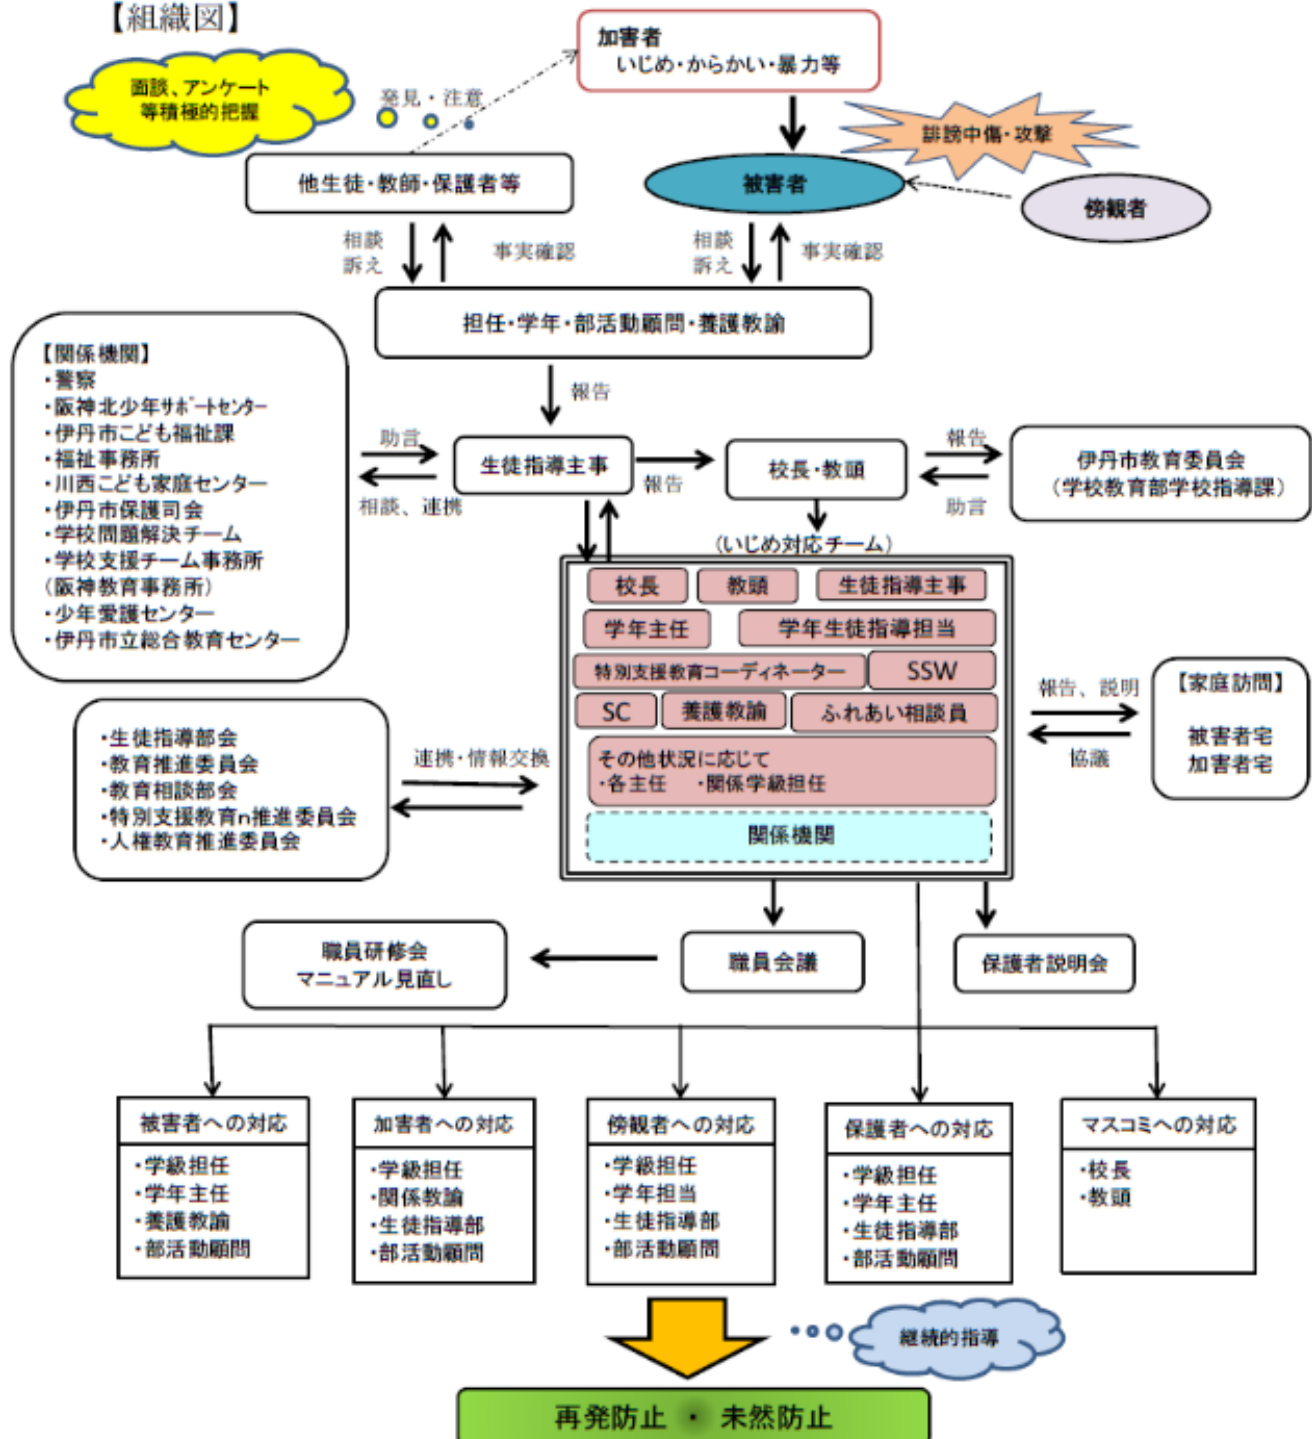 【組織図】
加害者
いじめ・からかい・暴力等
面談、アンケート
等積極的把握
発見・注意
誹謗中傷・攻撃
他生徒・教師・保護者等
被害者
傍観者
相談
訴え
事実確認
相談
訴え
事実確認
担任・学年・部活動顧問・養護教諭
【関係機関】
・警察
・阪神北少年サポートセンター
・伊丹市こども福祉課
・福祉事務所
・川西こども家庭センター
・伊丹市保護司会
・学校問題解決チーム
・学校支援チーム事務所
(阪神教育事務所)
・少年愛護センター
・伊丹市立総合教育センター
報告
助言
相談、連携
生徒指導主事
報告
校長・教頭
報告
助言
伊丹市教育委員会
(学校教育部学校指導課)
(いじめ対応チーム)
校長
教頭
生徒指導主事
学年主任
学年生徒指導担当
特別支援教育コーディネーター
SSW
SC
養護教諭
ふれあい相談員
その他状況に応じて
・各主任 ・関係学級担任
関係機関
報告、説明
協議
【家庭訪問】
被害者宅
加害者宅
・生徒指導部会
・教育推進委員会
・教育相談部会
・特別支援教育n推進委員会
・人権教育推進委員会
連携・情報交換
職員研修会
マニュアル見直し
職員会議
保護者説明会
被害者への対応
・学級担任
・学年主任
・養護教諭
・部活動顧問
加害者への対応
・学級担任
・関係教諭
・生徒指導部
・部活動顧問
傍観者への対応
・学級担任
・学年担当
・生徒指導部
・部活動顧問
保護者への対応
・学級担任
・学年主任
・生徒指導部
・部活動顧問
マスコミへの対応
・校長
・教頭
継続的指導
再発防止 ・ 未然防止